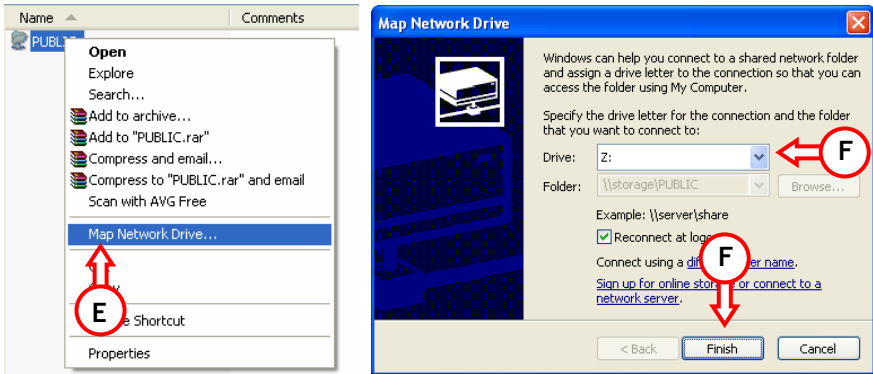 Name
Comments
PUBLIC
Open
Explore
Search...
Add to archive...
Add to "PUBLIC.rar"
Compress and email...
Compress to "PUBLIC.rar" and email
Scan with AVG Free
Map Network Drive...
E
Shortcut
Properties
Map Network Drive
Windows can help you connect to a shared network folder
and assign a drive letter to the connection so that you can
access the folder using My Computer.
Specify the drive letter for the connection and the folder
that you want to connect to:
Drive:
Z:
F
Folder:
\\storage\PUBLIC
Browse...
Example: \\server\share
Reconnect at
F
Connect using a name.
Sign up for online storage or connect to a
network server.
< Back
Finish
Cancel